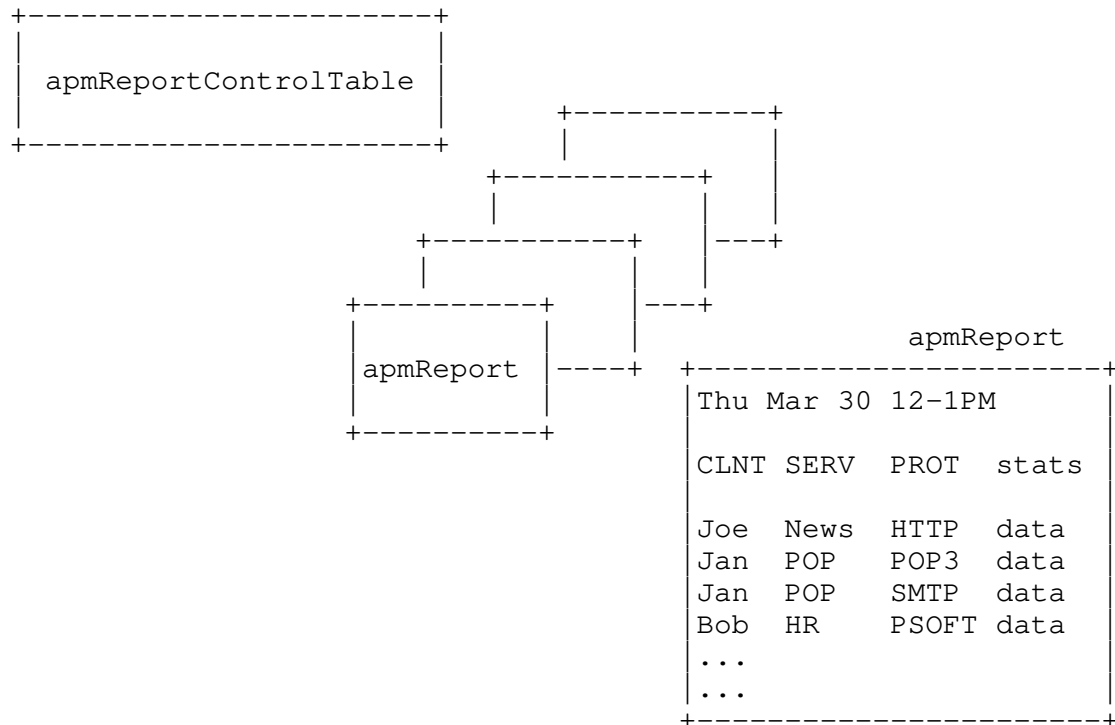 apmReportControlTable
apmReport
apmReport
Thu Mar 30 12-1PM
CLNT SERV PROT stats
Joe News HTTP data
Jan POP POP3 data
Jan POP SMTP data
Bob HR PSOFT data
...
...